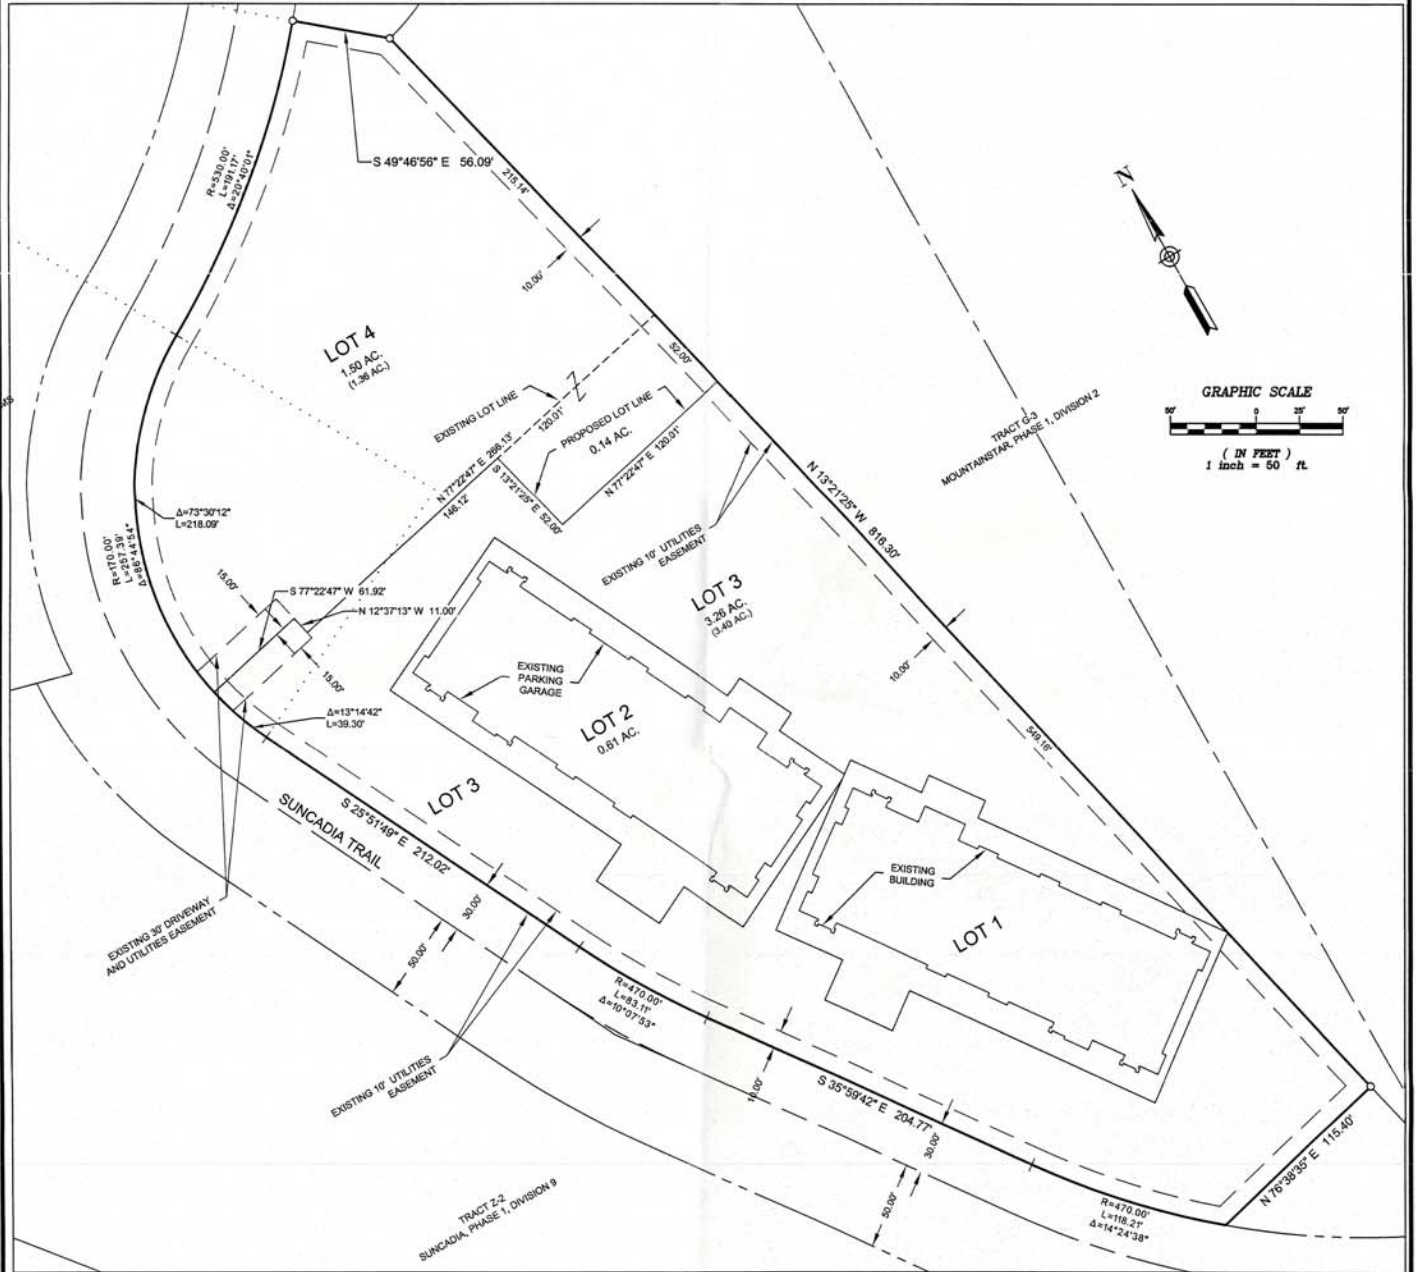 S 49°46'56" E 56.09'
R=530.00'
L=191.17'
Δ=20°40'01"
215.14'
10.00'
N
LOT 4
1.50 AC.
(1.36 AC.)
52.00'
EXISTING LOT LINE
120.01'
PROPOSED LOT LINE
0.14 AC.
N 77°22'47" E 266.13'
146.12'
S 13°21'25" E 52.00'
N 77°22'47" E 120.01'
GRAPHIC SCALE
50' 0 25' 50'
( IN FEET )
1 inch = 50 ft.
TRACT G-3
MOUNTAINSTAR, PHASE 1, DIVISION 2
N 13°21'25" W 816.30'
MS
Δ=73°30'12"
L=218.09'
R=170.00'
L=257.39'
Δ=86°44'54"
EXISTING 10' UTILITIES
EASEMENT
15.00'
S 77°22'47" W 61.92'
N 12°37'13" W 11.00'
15.00'
LOT 3
3.26 AC.
(3.40 AC.)
10.00'
EXISTING
PARKING
GARAGE
LOT 2
0.61 AC.
Δ=13°14'42"
L=39.30'
549.16'
LOT 3
SUNCADIA TRAIL
S 25°51'49" E 212.02'
EXISTING
BUILDING
LOT 1
EXISTING 30' DRIVEWAY
AND UTILITIES EASEMENT
30.00'
50.00'
R=470.00'
L=83.11'
Δ=10°07'53"
EXISTING 10' UTILITIES
EASEMENT
10.00'
S 35°59'42" E 204.77'
30.00'
50.00'
N 76°38'35" E 115.40'
R=470.00'
L=118.21'
Δ=14°24'38"
TRACT Z-2
SUNCADIA, PHASE 1, DIVISION 9